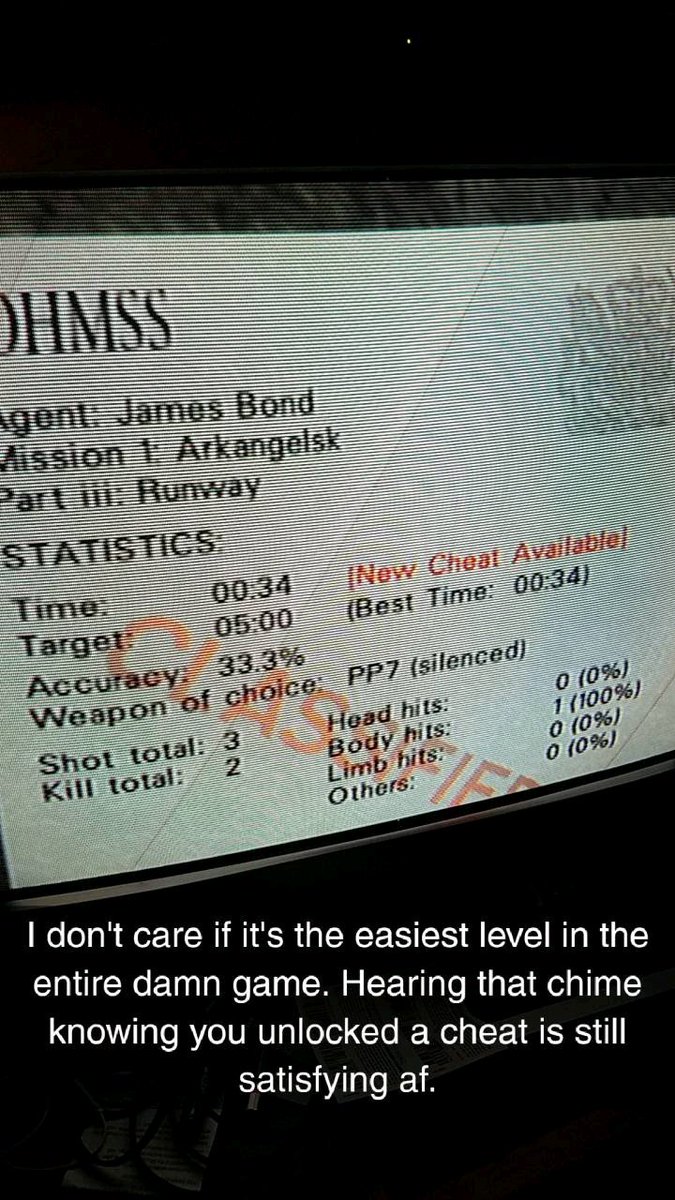 OHMSS
Agent: James Bond
Mission 1: Arkangelsk
Part iii: Runway
STATISTICS:
[New Cheat Available]
Time: 00:34 (Best Time: 00:34)
Target: 05:00
Accuracy: 33.3%
Weapon of choice: PP7 (silenced)
Shot total: 3 Head hits: 0 (0%)
Kill total: 2 Body hits: 1 (100%)
Limb hits: 0 (0%)
Others: 0 (0%)
CLASSIFIED
I don't care if it's the easiest level in the
entire damn game. Hearing that chime
knowing you unlocked a cheat is still
satisfying af.